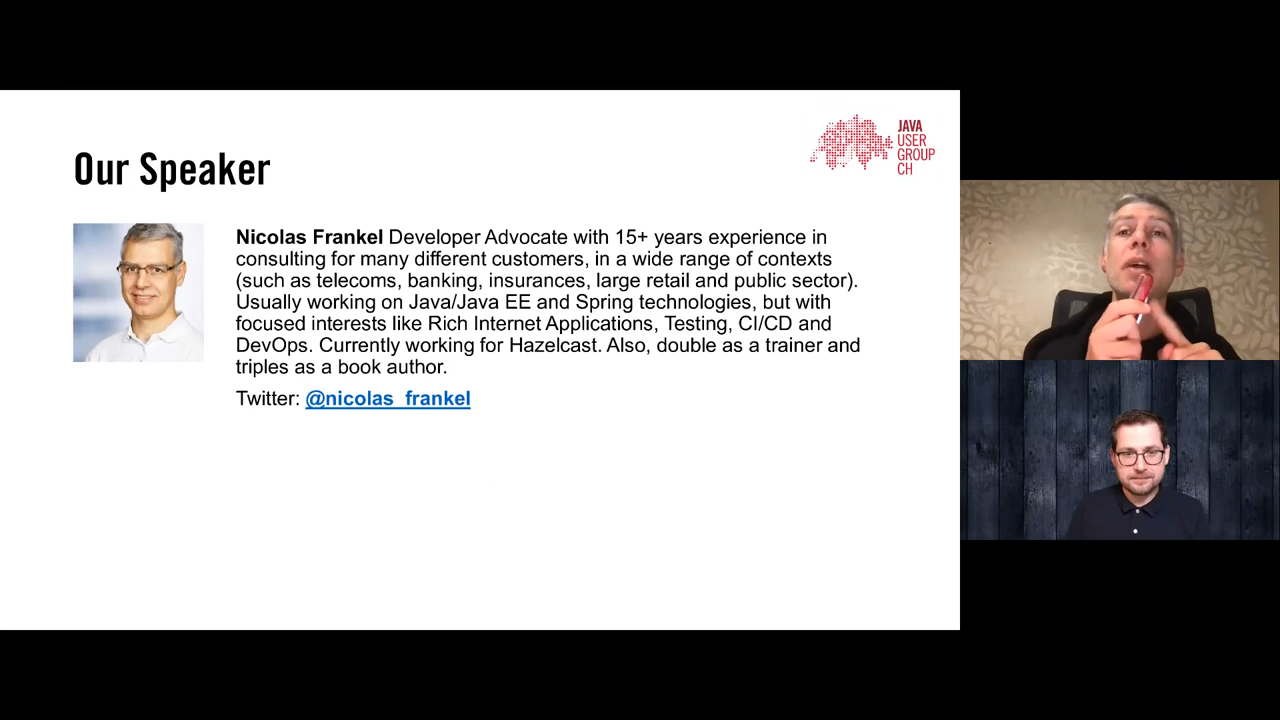 Our Speaker
JAVA
USER
GROUP
CH
Nicolas Frankel Developer Advocate with 15+ years experience in
consulting for many different customers, in a wide range of contexts
(such as telecoms, banking, insurances, large retail and public sector).
Usually working on Java/Java EE and Spring technologies, but with
focused interests like Rich Internet Applications, Testing, CI/CD and
DevOps. Currently working for Hazelcast. Also, double as a trainer and
triples as a book author.
Twitter: @nicolas_frankel